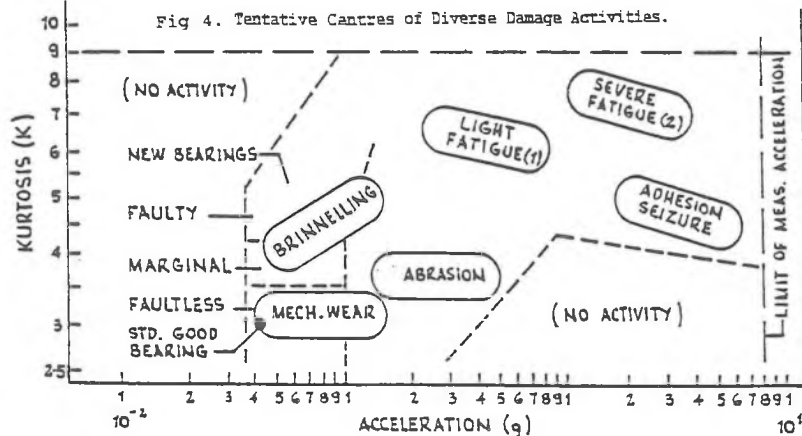 Fig 4. Tentative Cantres of Diverse Damage Activities.
KURTOSIS (K)
10
9
8
7
6
5
4
3
2·5
(NO ACTIVITY)
NEW BEARINGS
FAULTY
MARGINAL
FAULTLESS
STD. GOOD
BEARING
BRINNELLING
MECH. WEAR
ABRASION
LIGHT
FATIGUE(1)
SEVERE
FATIGUE(2)
ADHESION
SEIZURE
(NO ACTIVITY)
LIMIT OF MEAS. ACCELERATION
1 2 3 4 5 6 7 8 9 1 2 3 4 5 6 7 8 9 1 2 3 4 5 6 7 8 9 1
10⁻²
ACCELERATION (g)